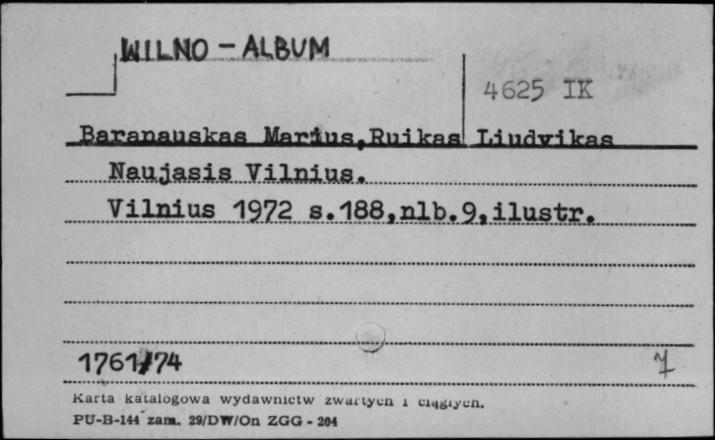 WILNO - ALBUM
4625 IK
Baranauskas Marius,Ruikas Liudvikas
Naujasis Vilnius.
Vilnius 1972 s.188,nlb.9,ilustr.
1761/74
Karta katalogowa wydawnictw zwartych i ciągłych.
PU-B-144 zam. 29/DW/On ZGG - 204